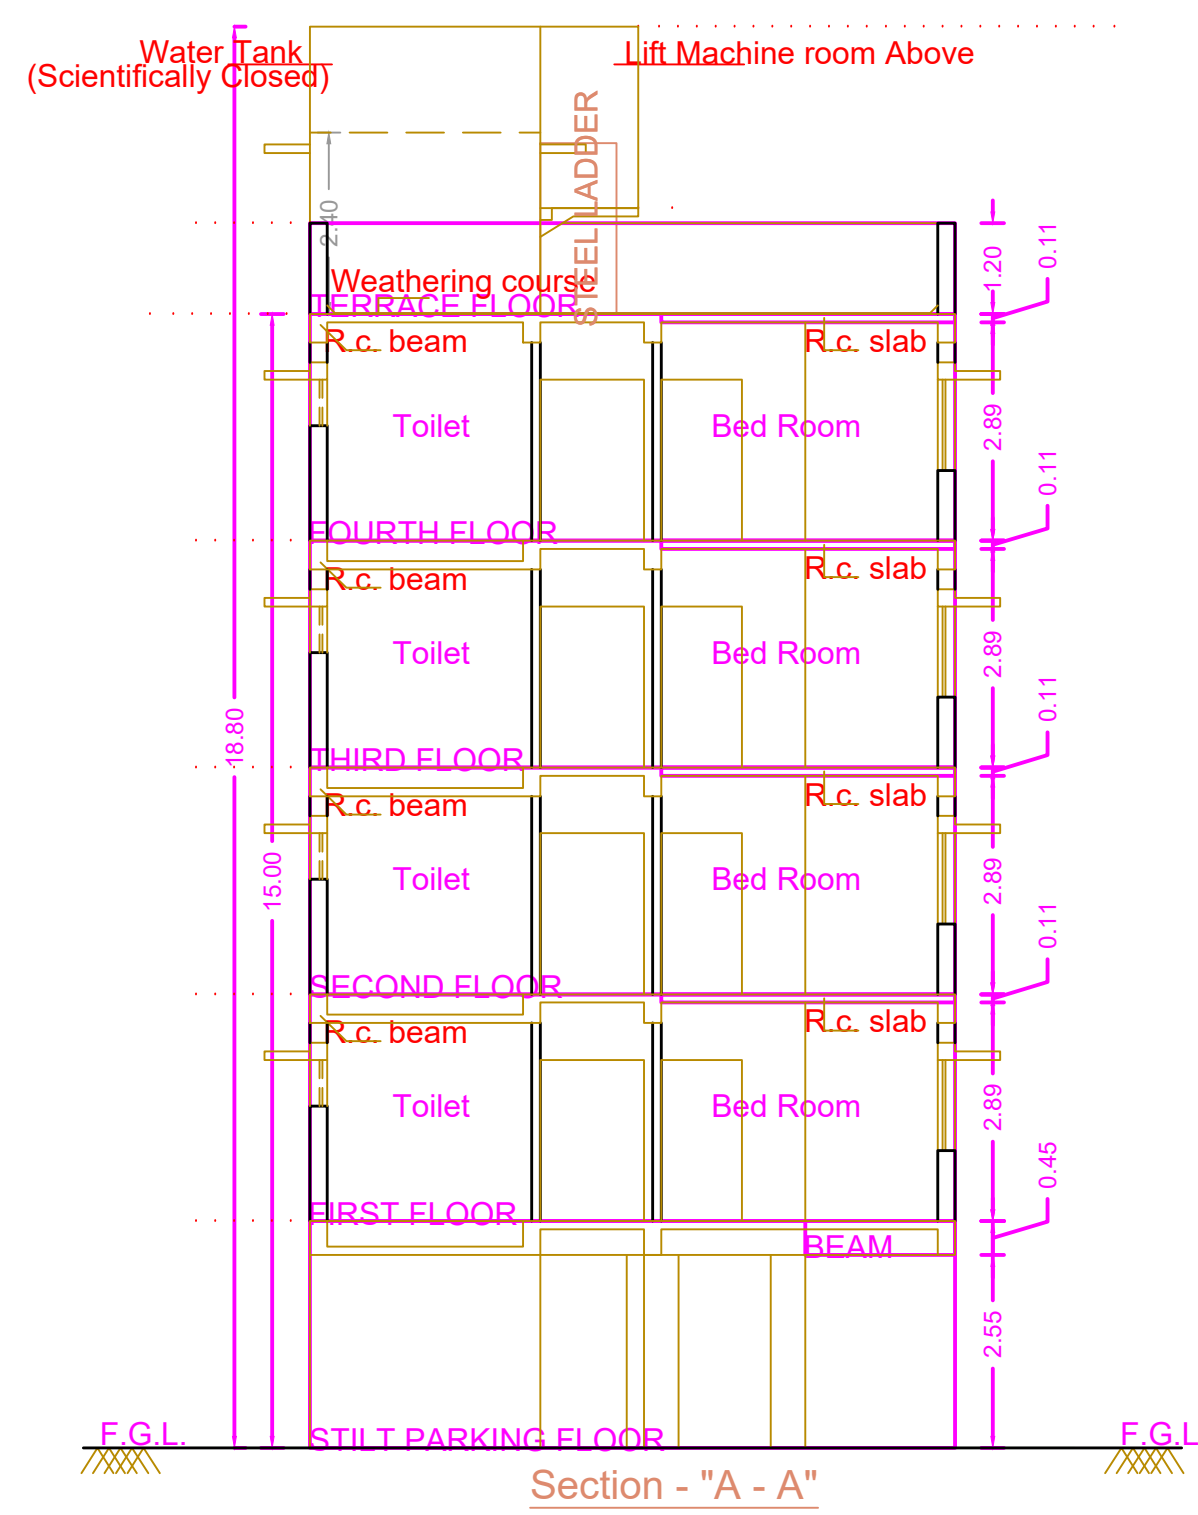 Water Tank
(Scientifically Closed)
Lift Machine room Above
STEEL LADDER
2.40
1.20
0.11
Weathering course
TERRACE FLOOR
R.c. beam
R.c. slab
Toilet
Bed Room
2.89
0.11
FOURTH FLOOR
R.c. beam
R.c. slab
Toilet
Bed Room
2.89
0.11
18.80
THIRD FLOOR
R.c. beam
R.c. slab
15.00
Toilet
Bed Room
2.89
0.11
SECOND FLOOR
R.c. beam
R.c. slab
Toilet
Bed Room
2.89
0.45
FIRST FLOOR
BEAM
2.55
F.G.L.
STILT PARKING FLOOR
F.G.L
Section - "A - A"